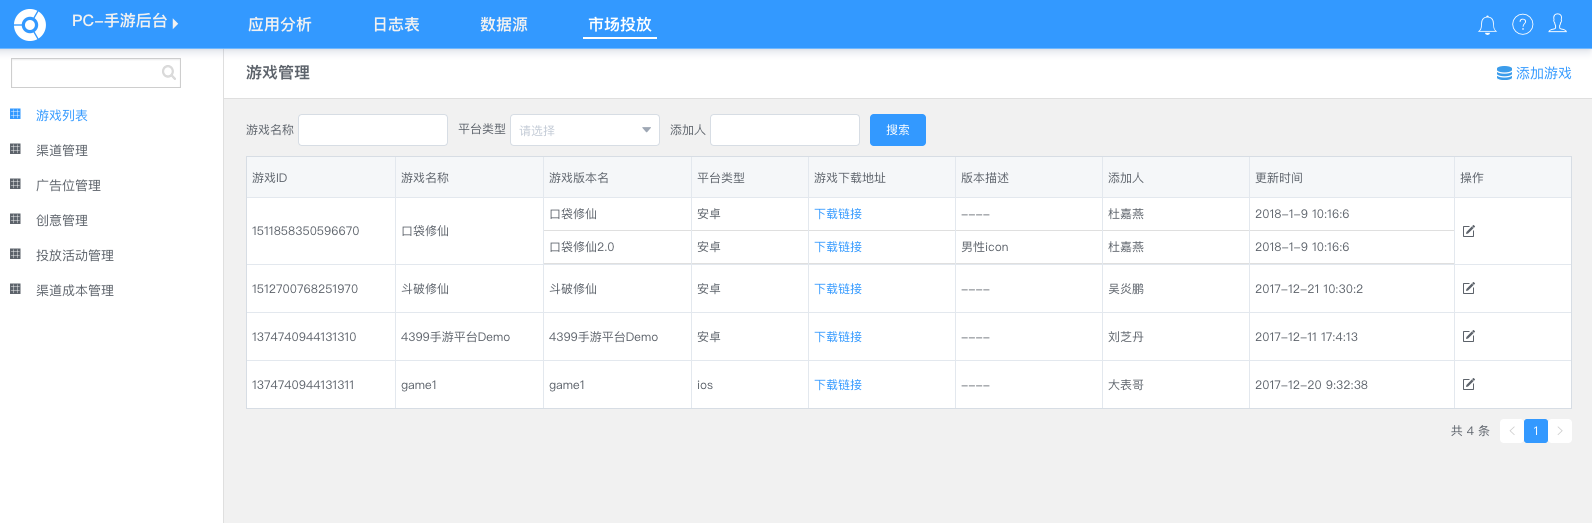 PC-手游后台 应用分析 日志表 数据源 市场投放
游戏管理 添加游戏
游戏列表
渠道管理
广告位管理
创意管理
投放活动管理
渠道成本管理
游戏名称 平台类型 请选择 添加人 搜索
游戏ID 游戏名称 游戏版本名 平台类型 游戏下载地址 版本描述 添加人 更新时间 操作
1511858350596670 口袋修仙 口袋修仙 安卓 下载链接 ---- 杜嘉燕 2018-1-9 10:16:6
口袋修仙2.0 安卓 下载链接 男性icon 杜嘉燕 2018-1-9 10:16:6
1512700768251970 斗破修仙 斗破修仙 安卓 下载链接 ---- 吴炎鹏 2017-12-21 10:30:2
1374740944131310 4399手游平台Demo 4399手游平台Demo 安卓 下载链接 ---- 刘芝丹 2017-12-11 17:4:13
1374740944131311 game1 game1 ios 下载链接 ---- 大表哥 2017-12-20 9:32:38
共 4 条 1